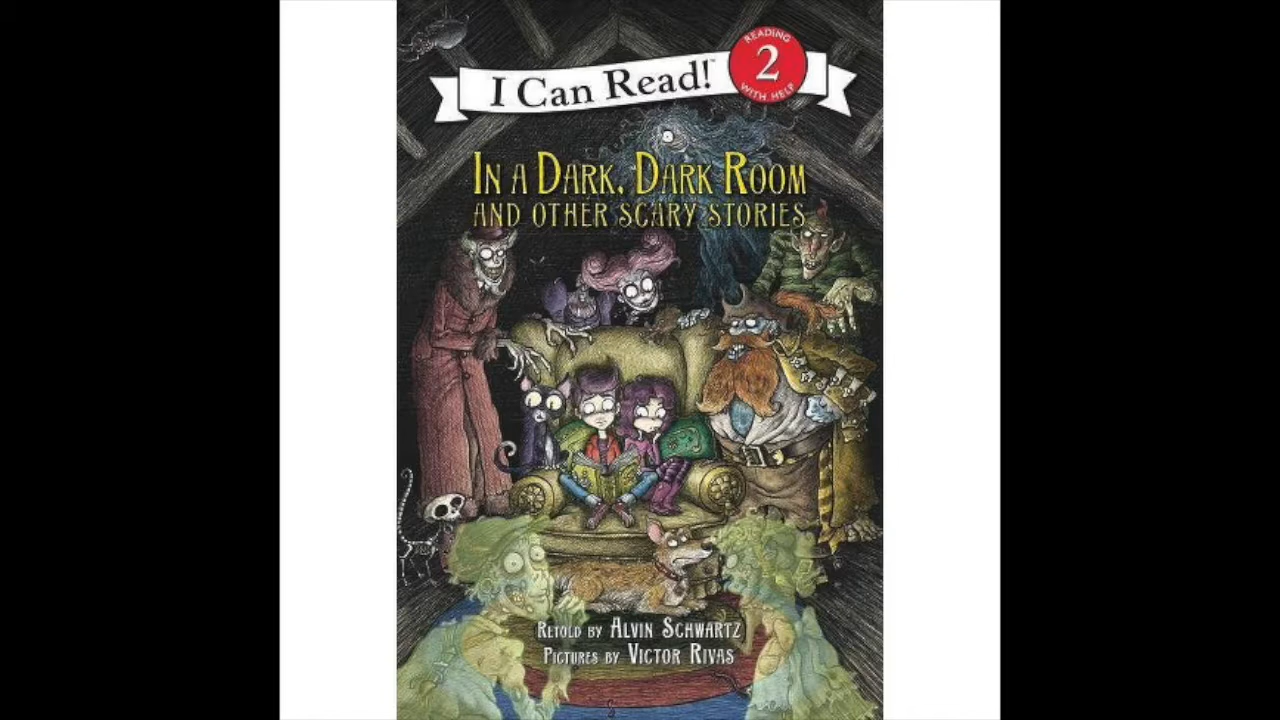 READING
2
WITH HELP
I Can Read!™
IN A DARK, DARK ROOM
AND OTHER SCARY STORIES
RETOLD BY ALVIN SCHWARTZ
PICTURES BY VICTOR RIVAS